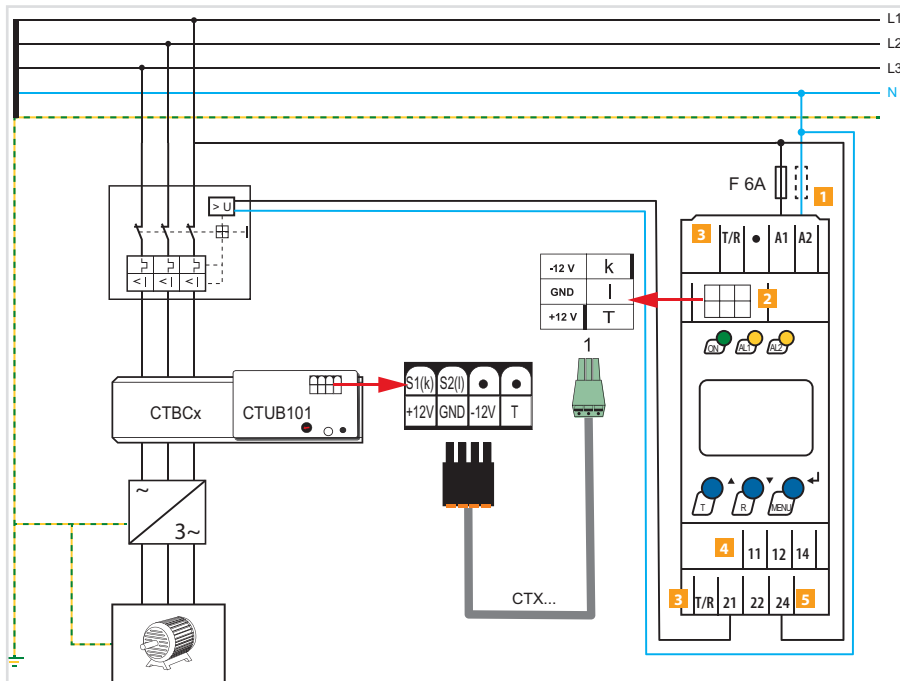 L1
L2
L3
N
F 6A
1
> U
3
T/R
●
A1
A2
-12 V
k
GND
l
+12 V
T
2
< I
< I
< I
ON
AL1
AL2
1
CTBCx
CTUB101
S1(k)
S2(l)
●
●
+12V
GND
-12V
T
~
3~
T
R
MENU
4
11
12
14
CTX...
3
T/R
21
22
24
5